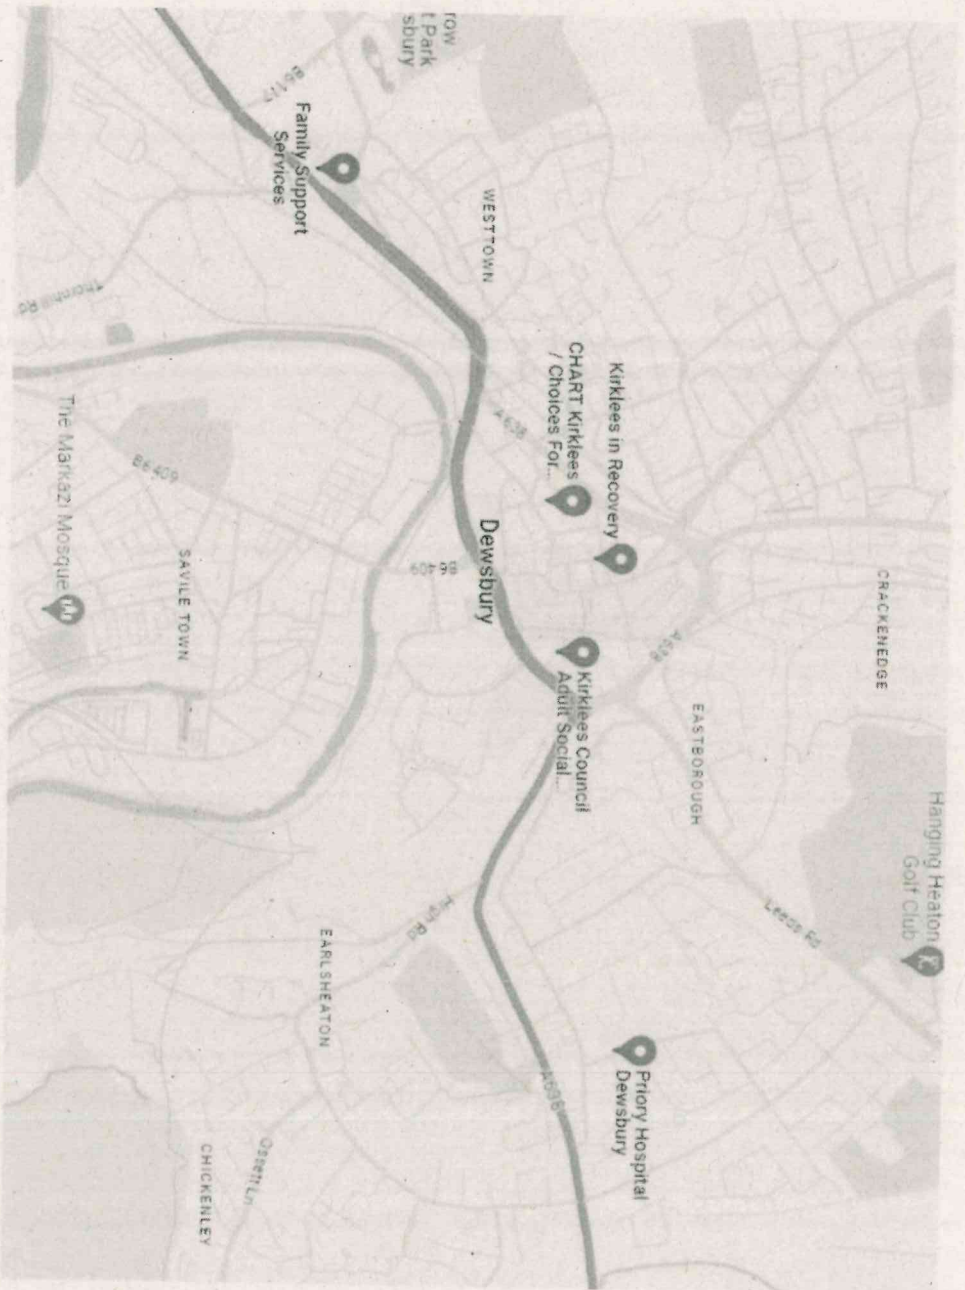 Hanging Heaton
Golf Club
CRACKENEDGE
Leeds Rd
EASTBOROUGH
A638
Kirklees in Recovery
CHART Kirklees
/ Choices For...
Priory Hospital
Dewsbury
Kirklees Council
Adult Social...
A638
A638
WESTTOWN
Dewsbury
row
t Park
sbury
B6409
High Rd
Family Support
Services
B6117
EARLSHEATON
Ossett Ln
CHICKENLEY
SAVILE TOWN
B6409
Thornhill Rd
The Markazi Mosque